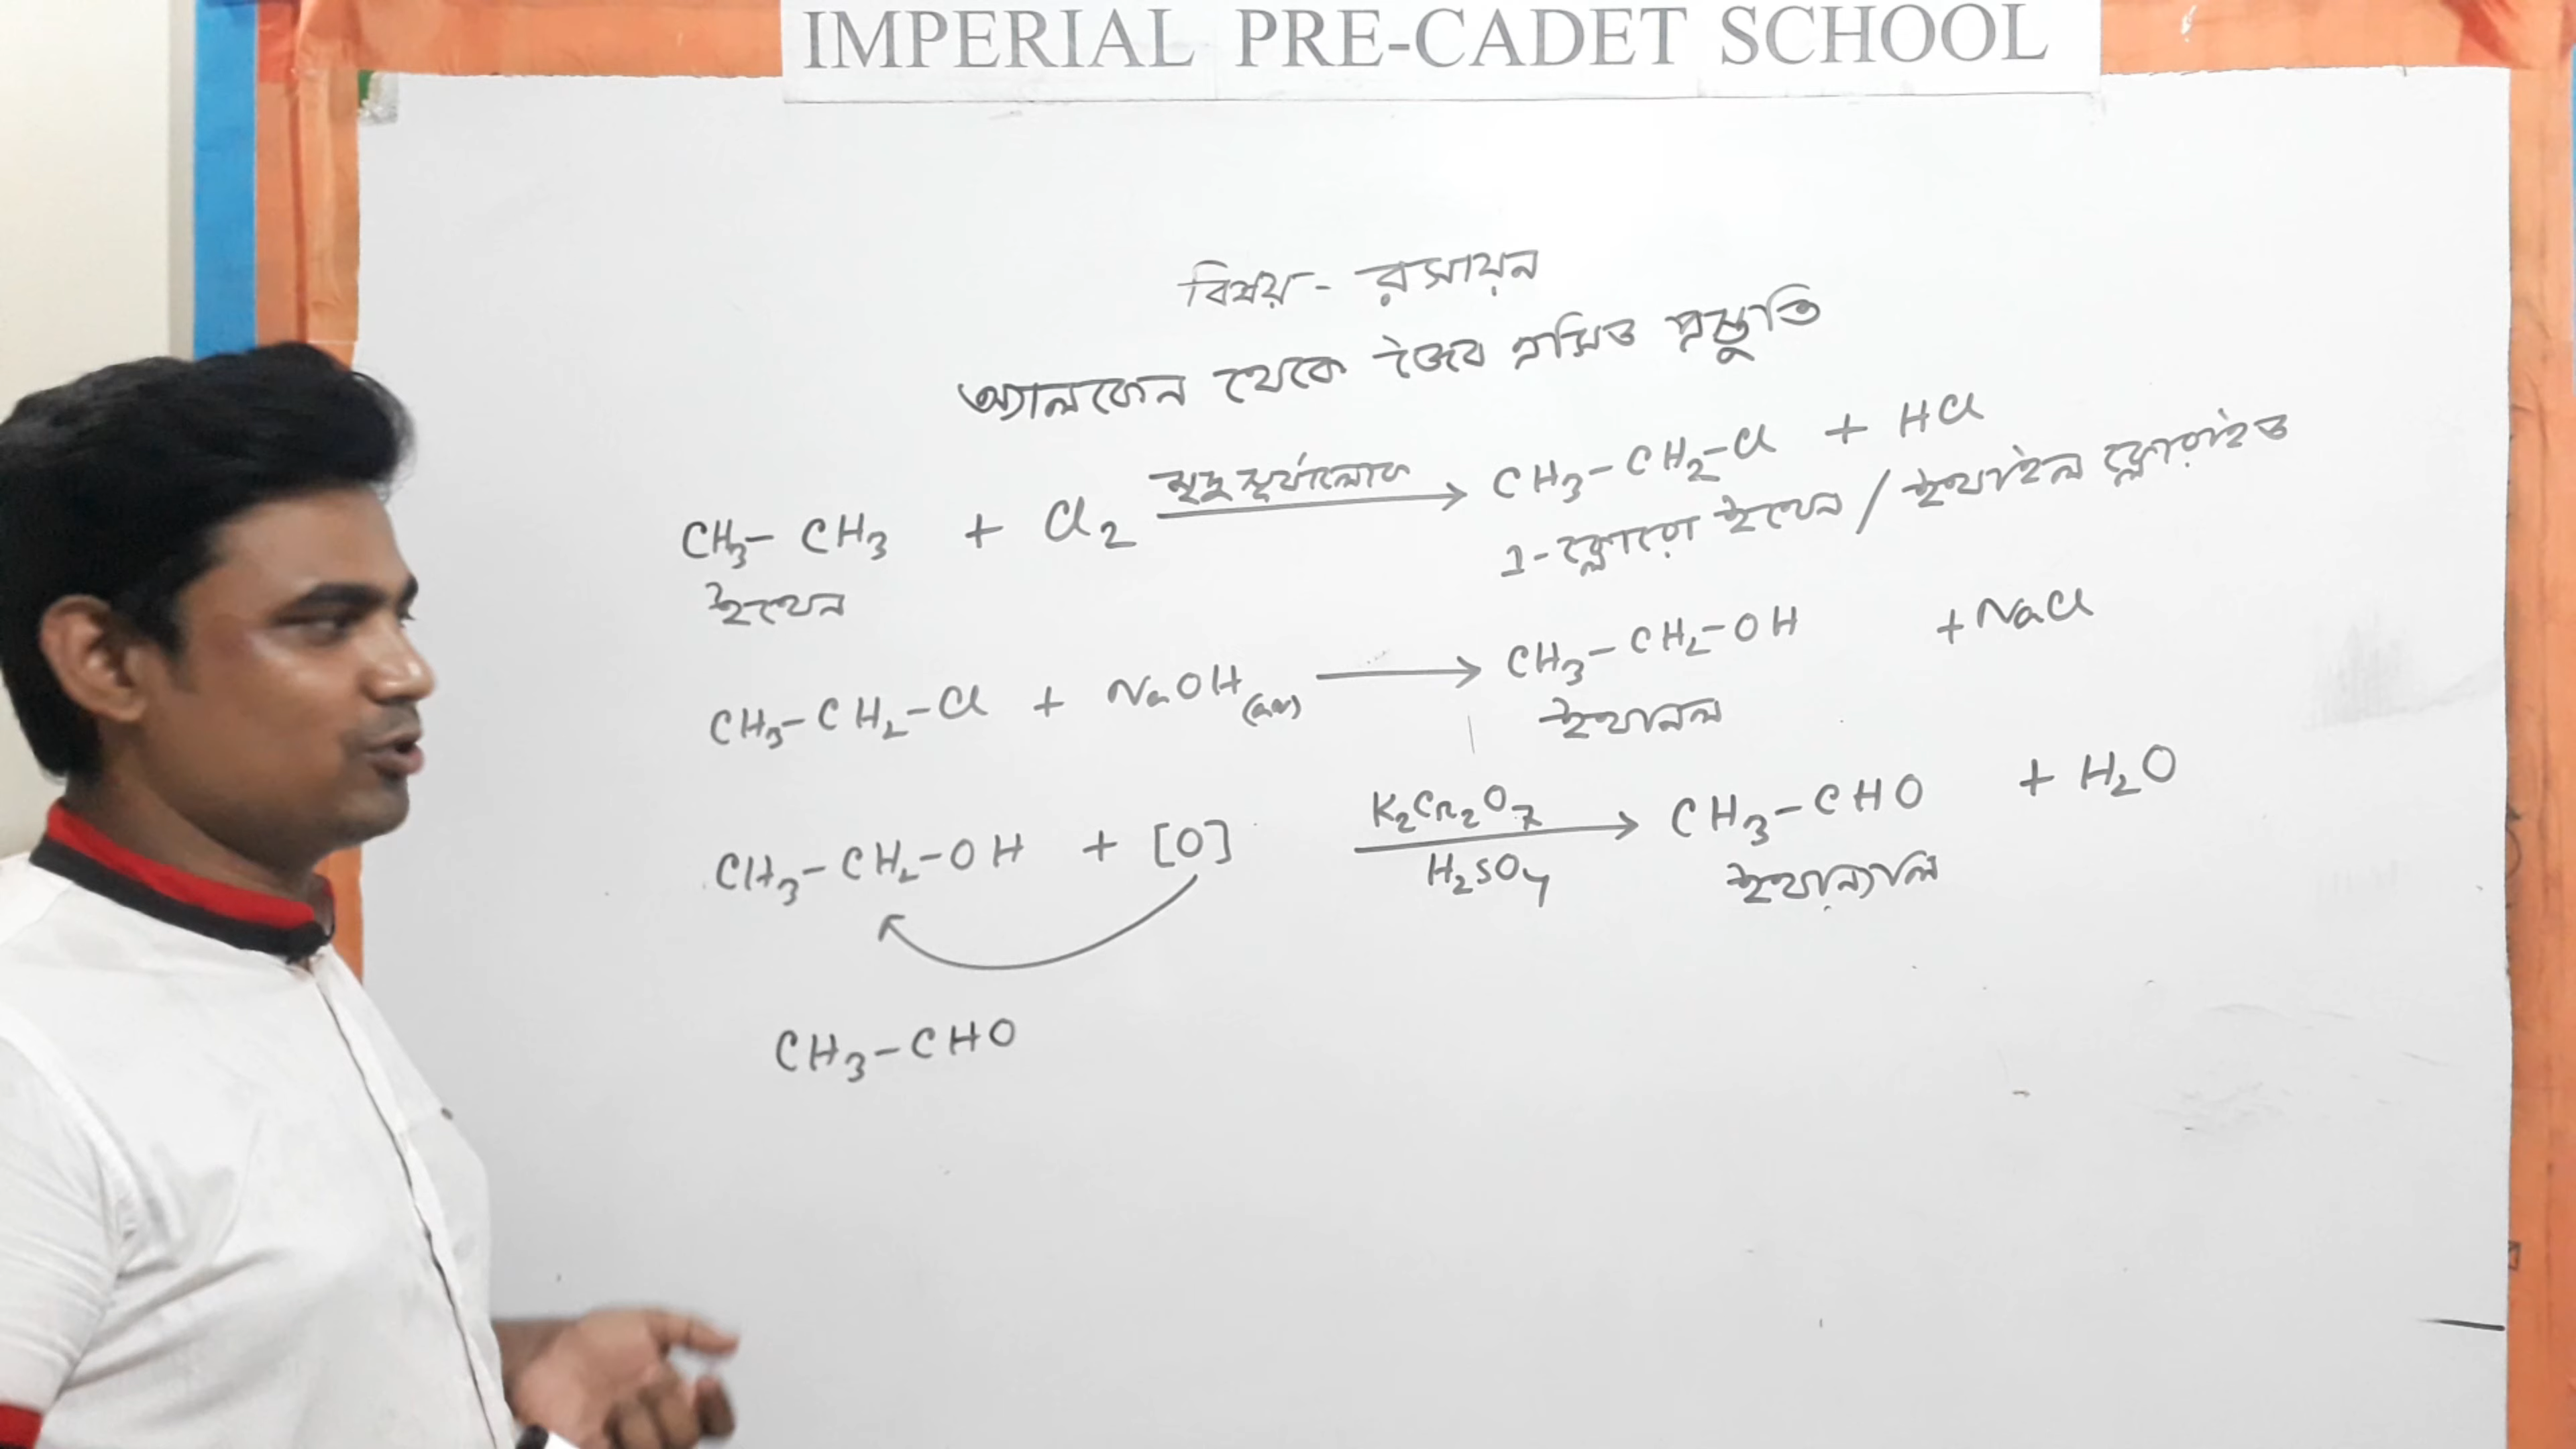 IMPERIAL PRE-CADET SCHOOL
বিষয় - রসায়ন
অ্যালকেন থেকে জৈব এসিড প্রস্তুতি
CH₃- CH₃ + Cl₂ মৃদু সূর্যালোক → CH₃-CH₂-Cl + HCl
ইথেন 1-ক্লোরো ইথেন / ইথাইল ক্লোরাইড
CH₃-CH₂-Cl + NaOH(aq) → CH₃-CH₂-OH + NaCl
ইথানল
CH₃-CH₂-OH + [O] K₂Cr₂O₇ / H₂SO₄ → CH₃-CHO + H₂O
ইথান্যাল
CH₃-CHO